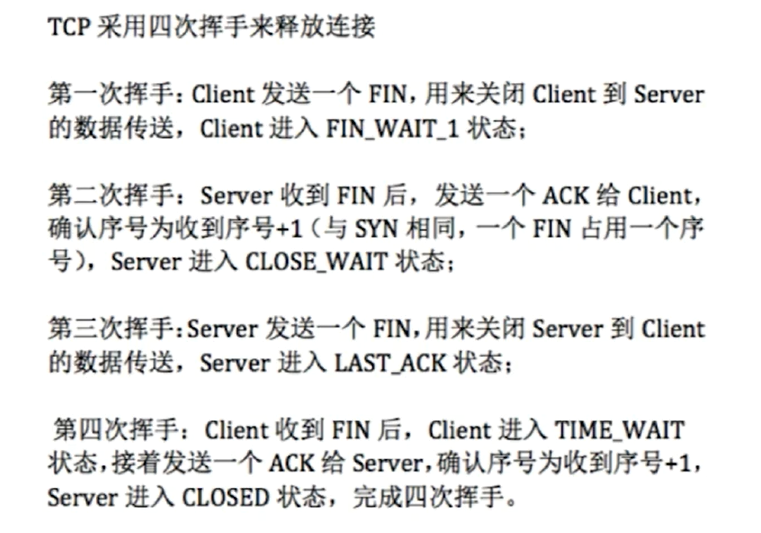 TCP 采用四次挥手来释放连接
第一次挥手：Client 发送一个 FIN，用来关闭 Client 到 Server
的数据传送，Client 进入 FIN_WAIT_1 状态；
第二次挥手：Server 收到 FIN 后，发送一个 ACK 给 Client，
确认序号为收到序号+1（与 SYN 相同，一个 FIN 占用一个序
号），Server 进入 CLOSE_WAIT 状态；
第三次挥手：Server 发送一个 FIN，用来关闭 Server 到 Client
的数据传送，Server 进入 LAST_ACK 状态；
第四次挥手：Client 收到 FIN 后，Client 进入 TIME_WAIT
状态，接着发送一个 ACK 给 Server，确认序号为收到序号+1，
Server 进入 CLOSED 状态，完成四次挥手。